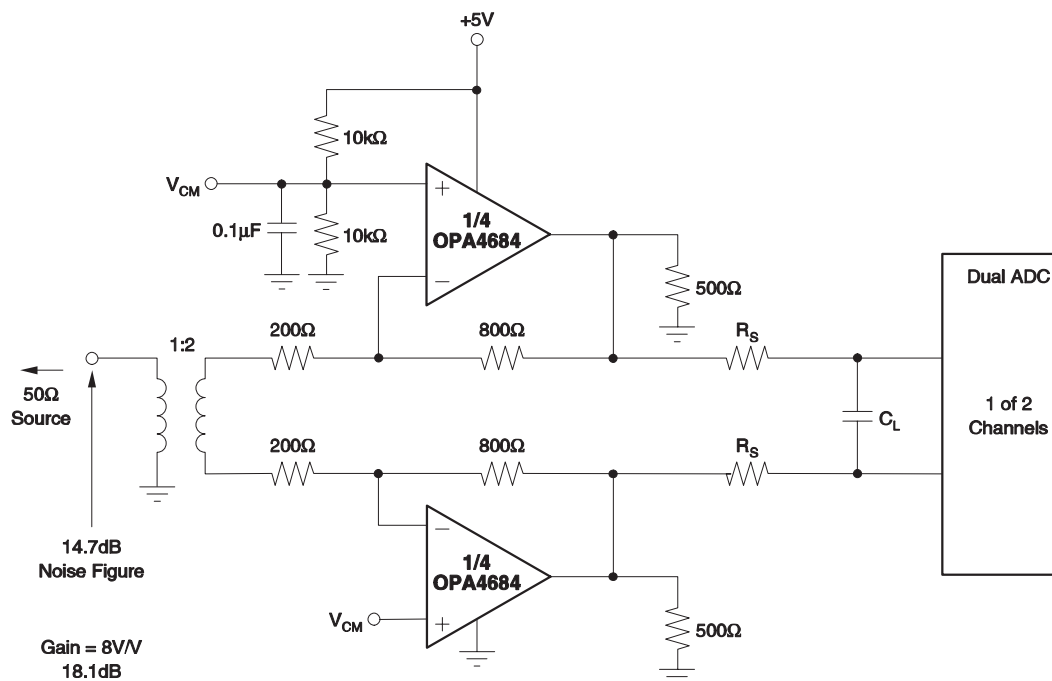 +5V
10kΩ
V_CM
0.1μF
10kΩ
+
1/4
OPA4684
−
500Ω
Dual ADC
1:2
200Ω
800Ω
R_S
50Ω
Source
1 of 2
Channels
C_L
200Ω
800Ω
R_S
14.7dB
Noise Figure
−
1/4
OPA4684
V_CM
+
500Ω
Gain = 8V/V
18.1dB